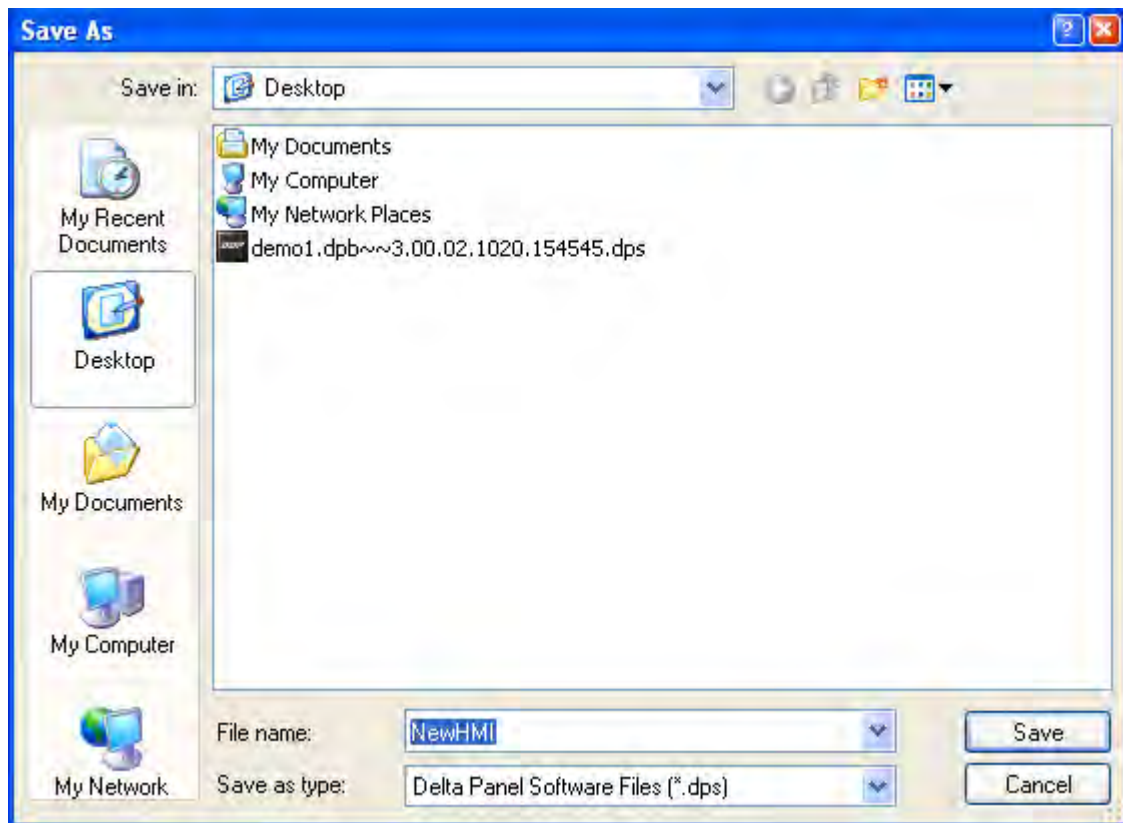 Save As
Save in: Desktop
My Documents
My Computer
My Network Places
demo1.dpb~~3.00.02.1020.154545.dps
My Recent
Documents
Desktop
My Documents
My Computer
My Network
File name: NewHMI Save
Save as type: Delta Panel Software Files (*.dps) Cancel